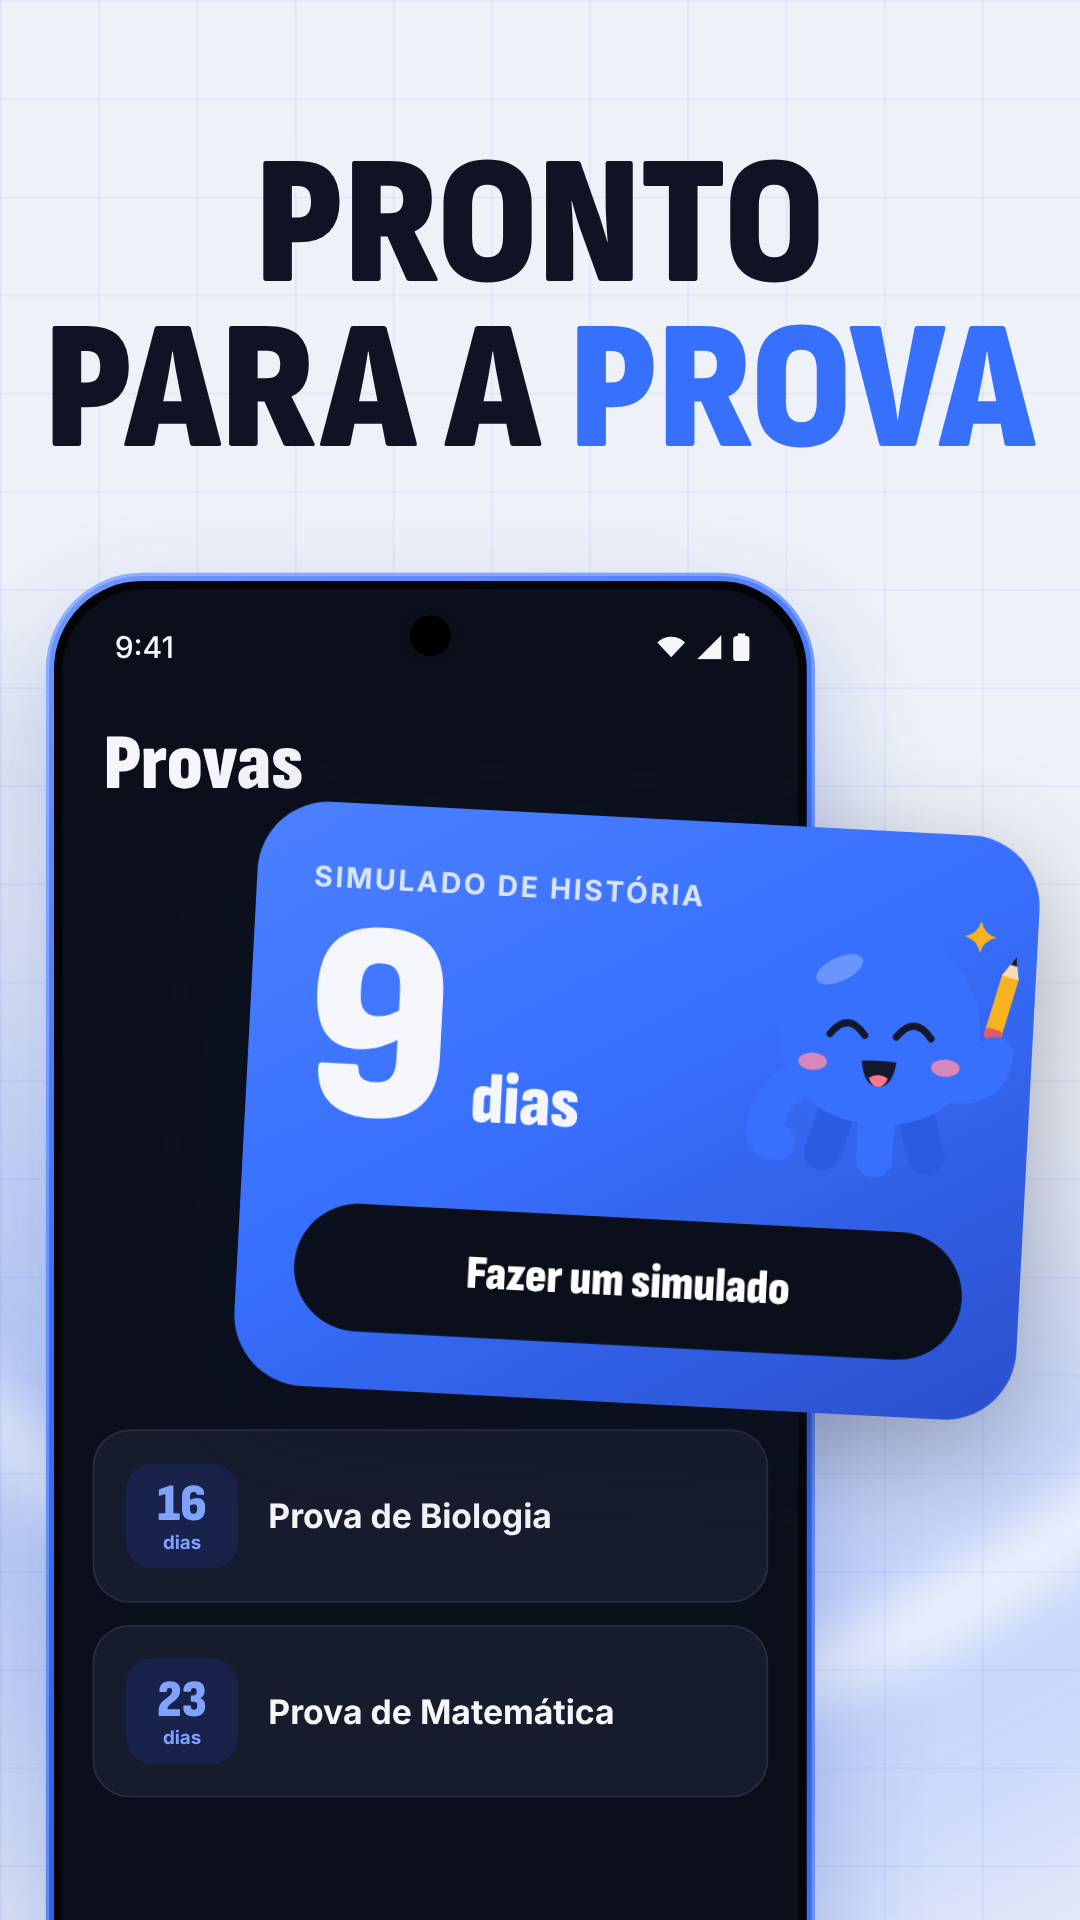 PRONTO
PARA A PROVA
9:41
Provas
SIMULADO DE HISTÓRIA
9 dias
Fazer um simulado
16
dias
Prova de Biologia
23
dias
Prova de Matemática